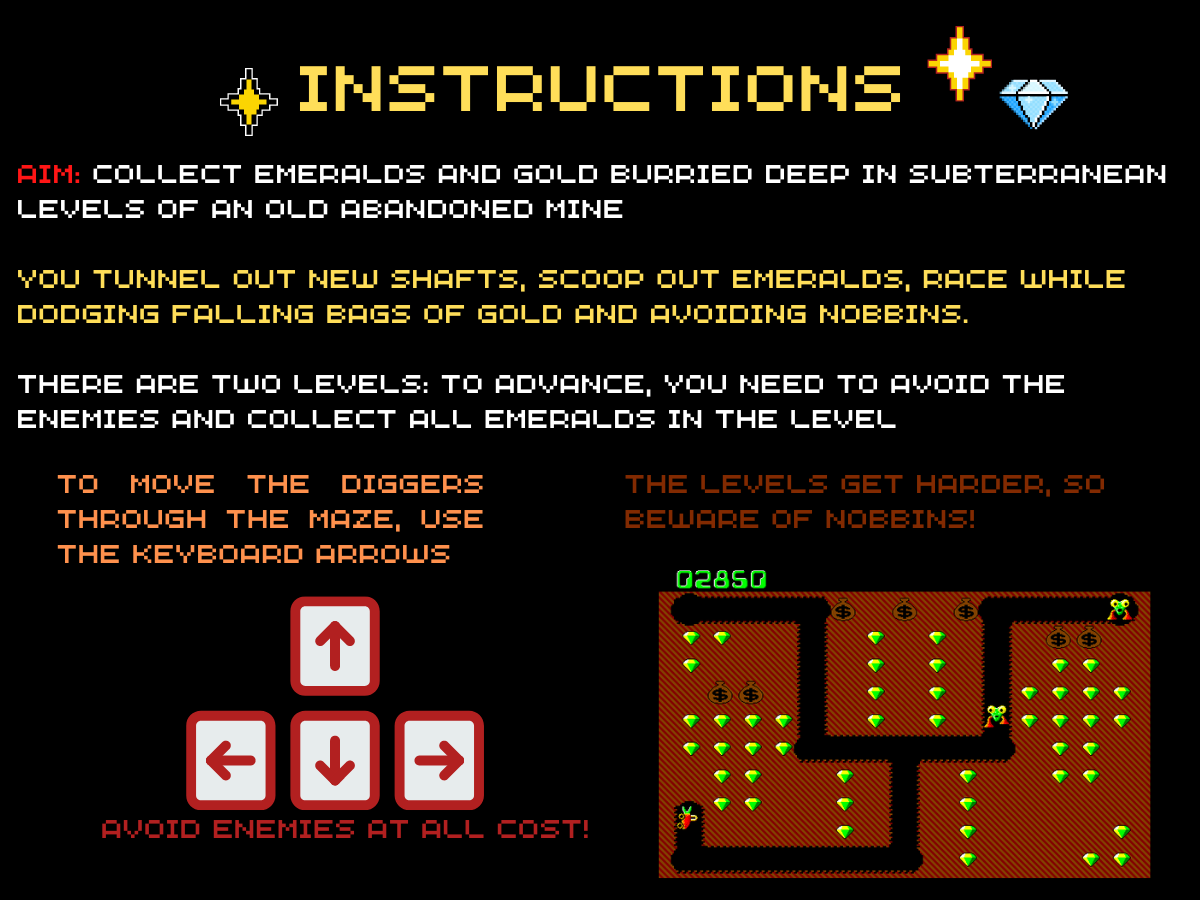 INSTRUCTIONS
AIM: COLLECT EMERALDS AND GOLD BURRIED DEEP IN SUBTERRANEAN
LEVELS OF AN OLD ABANDONED MINE
YOU TUNNEL OUT NEW SHAFTS, SCOOP OUT EMERALDS, RACE WHILE
DODGING FALLING BAGS OF GOLD AND AVOIDING NOBBINS.
THERE ARE TWO LEVELS: TO ADVANCE, YOU NEED TO AVOID THE
ENEMIES AND COLLECT ALL EMERALDS IN THE LEVEL
TO MOVE THE DIGGERS
THROUGH THE MAZE, USE
THE KEYBOARD ARROWS
THE LEVELS GET HARDER, SO
BEWARE OF NOBBINS!
02850
AVOID ENEMIES AT ALL COST!